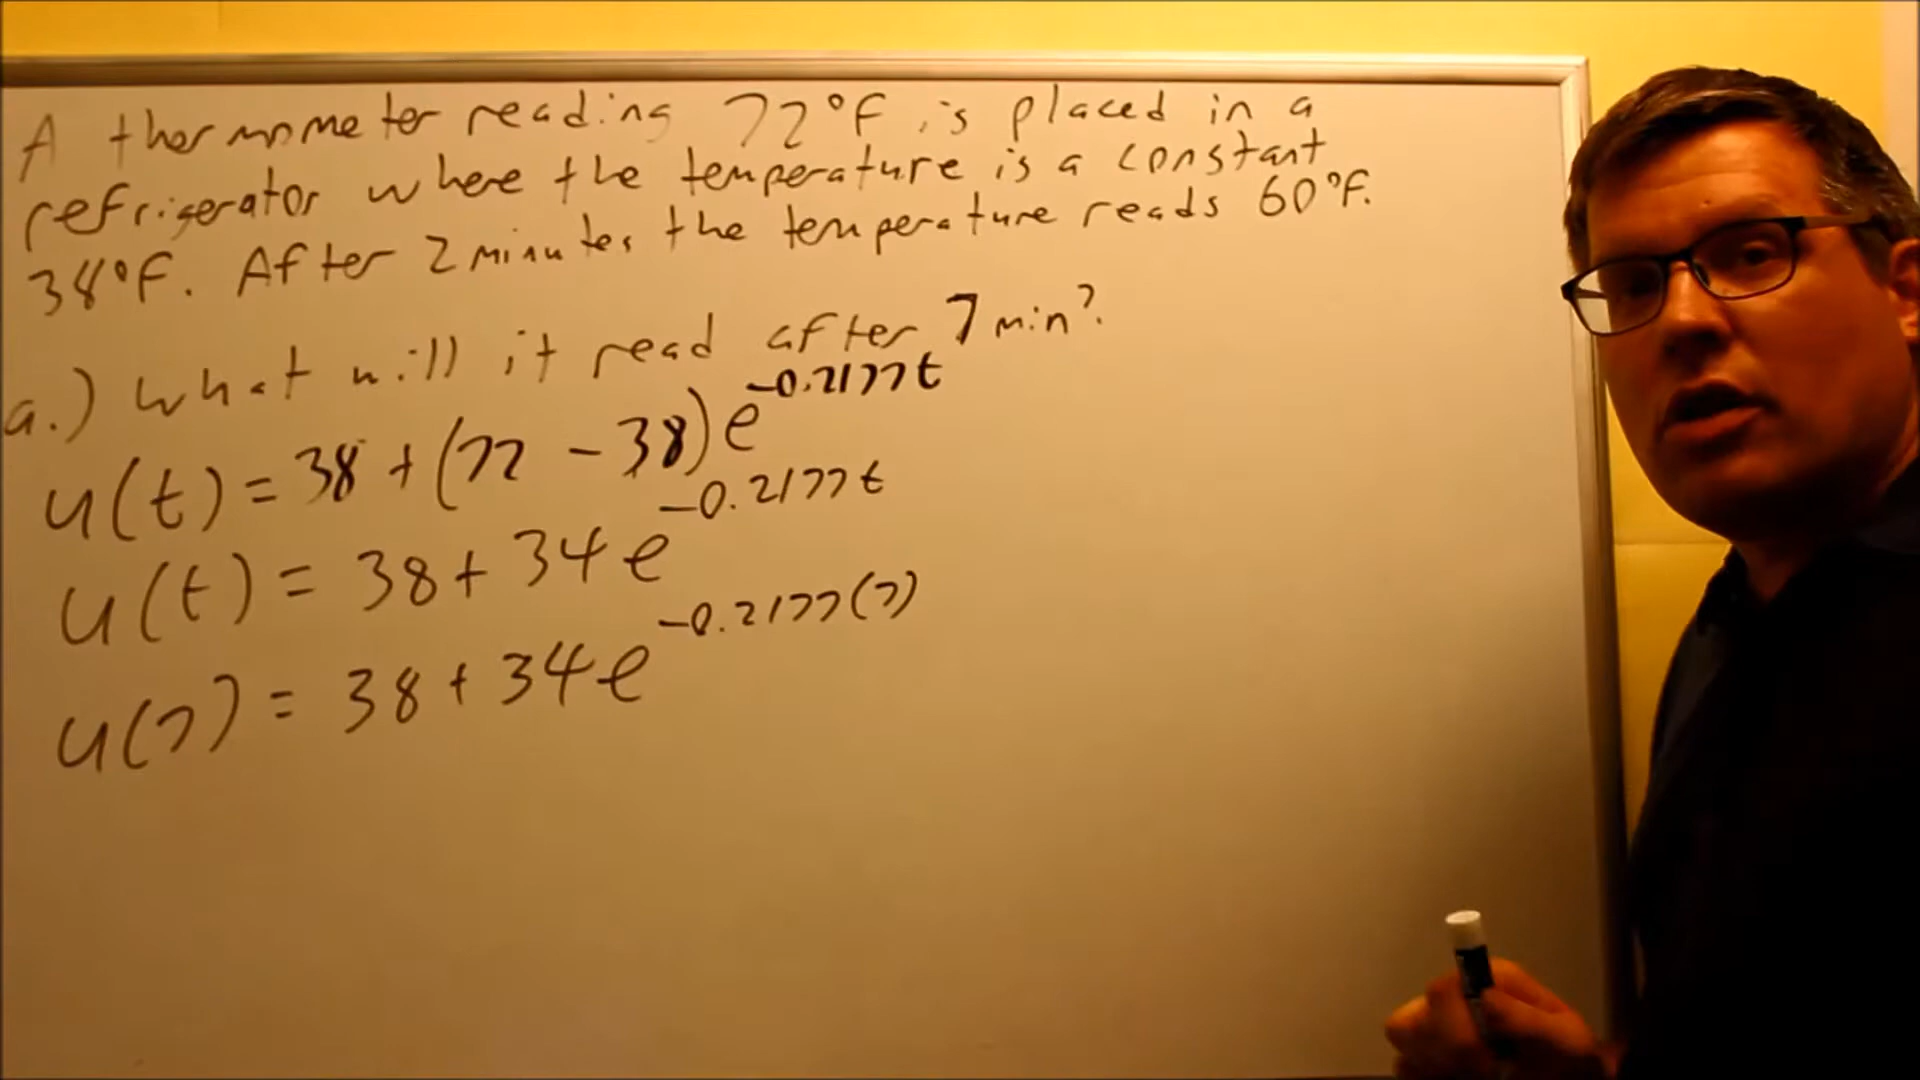 A thermometer reading 72°F is placed in a
refrigerator where the temperature is a constant
38°F. After 2 minutes the temperature reads 60°F.
a.) What will it read after 7 min?
u(t) = 38 + (72 - 38)e^-0.2177t
u(t) = 38 + 34e^-0.2177t
u(7) = 38 + 34e^-0.2177(7)